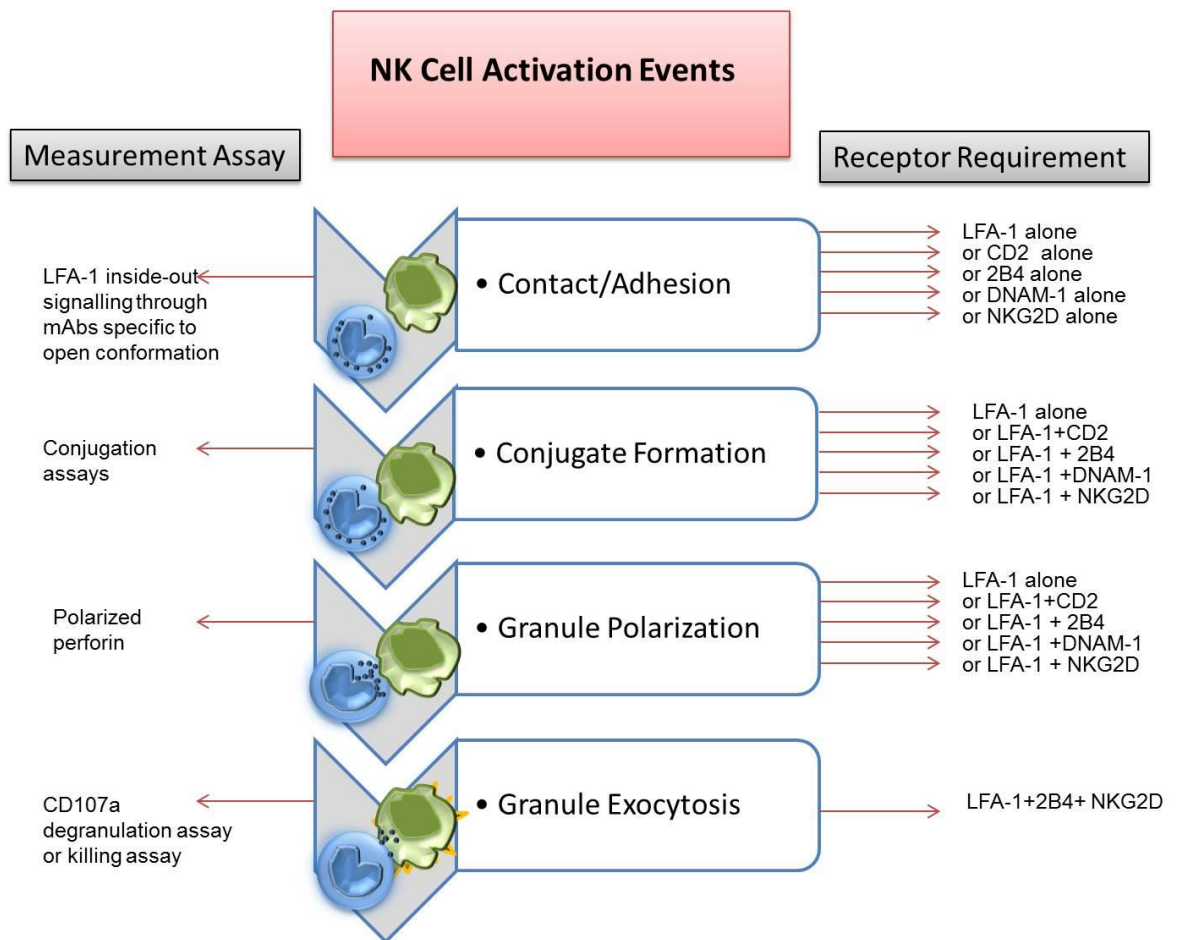 NK Cell Activation Events
Measurement Assay
Receptor Requirement
LFA-1 inside-out
signalling through
mAbs specific to
open conformation
• Contact/Adhesion
LFA-1 alone
or CD2 alone
or 2B4 alone
or DNAM-1 alone
or NKG2D alone
Conjugation
assays
• Conjugate Formation
LFA-1 alone
or LFA-1+CD2
or LFA-1 + 2B4
or LFA-1 +DNAM-1
or LFA-1 + NKG2D
Polarized
perforin
• Granule Polarization
LFA-1 alone
or LFA-1+CD2
or LFA-1 + 2B4
or LFA-1 +DNAM-1
or LFA-1 + NKG2D
CD107a
degranulation assay
or killing assay
• Granule Exocytosis
LFA-1+2B4+ NKG2D